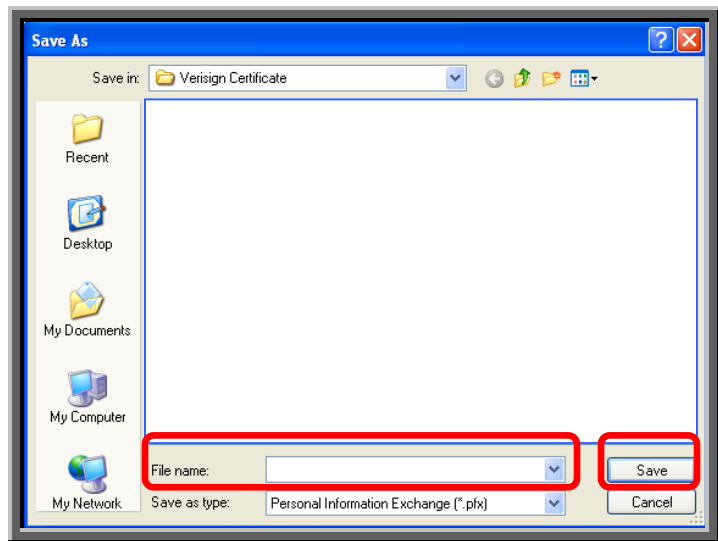 Save As
Save in: Verisign Certificate
Recent
Desktop
My Documents
My Computer
My Network
File name:
Save
Save as type: Personal Information Exchange (*.pfx)
Cancel